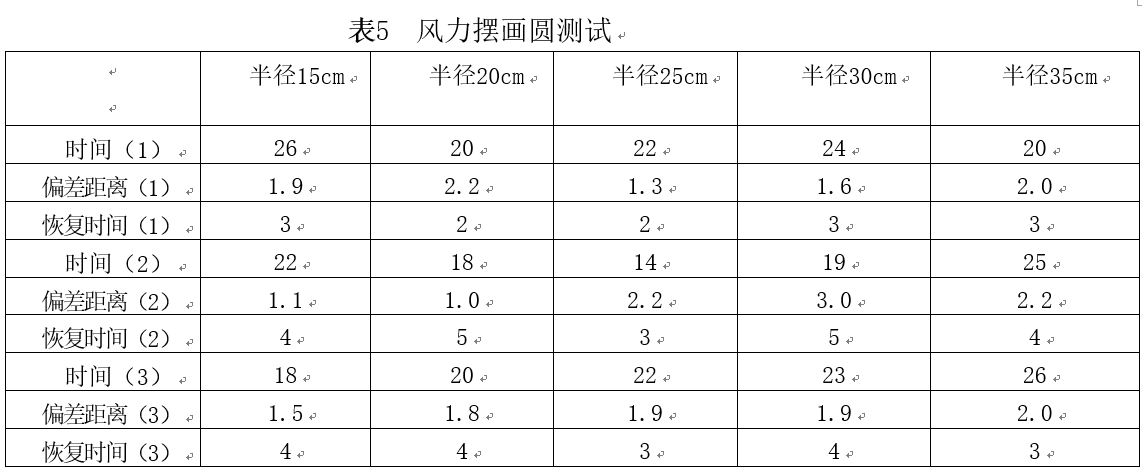 表5 风力摆画圆测试
半径15cm 半径20cm 半径25cm 半径30cm 半径35cm
时间（1） 26 20 22 24 20
偏差距离（1） 1.9 2.2 1.3 1.6 2.0
恢复时间（1） 3 2 2 3 3
时间（2） 22 18 14 19 25
偏差距离（2） 1.1 1.0 2.2 3.0 2.2
恢复时间（2） 4 5 3 5 4
时间（3） 18 20 22 23 26
偏差距离（3） 1.5 1.8 1.9 1.9 2.0
恢复时间（3） 4 4 3 4 3